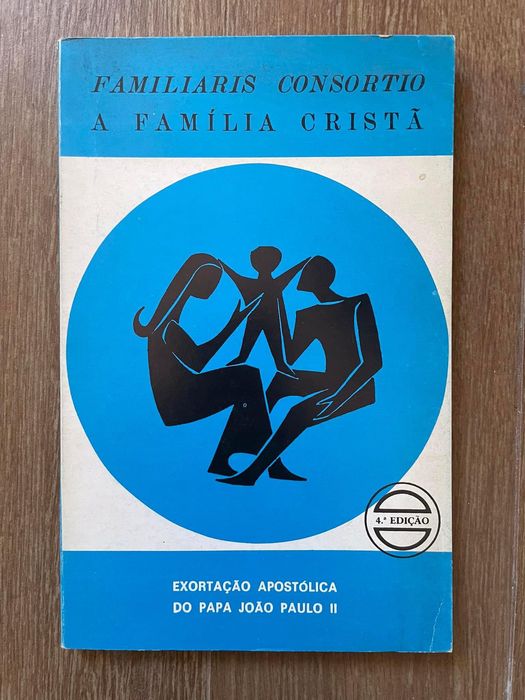 FAMILIARIS CONSORTIO
A FAMÍLIA CRISTÃ
4.ª EDIÇÃO
EXORTAÇÃO APOSTÓLICA
DO PAPA JOÃO PAULO II